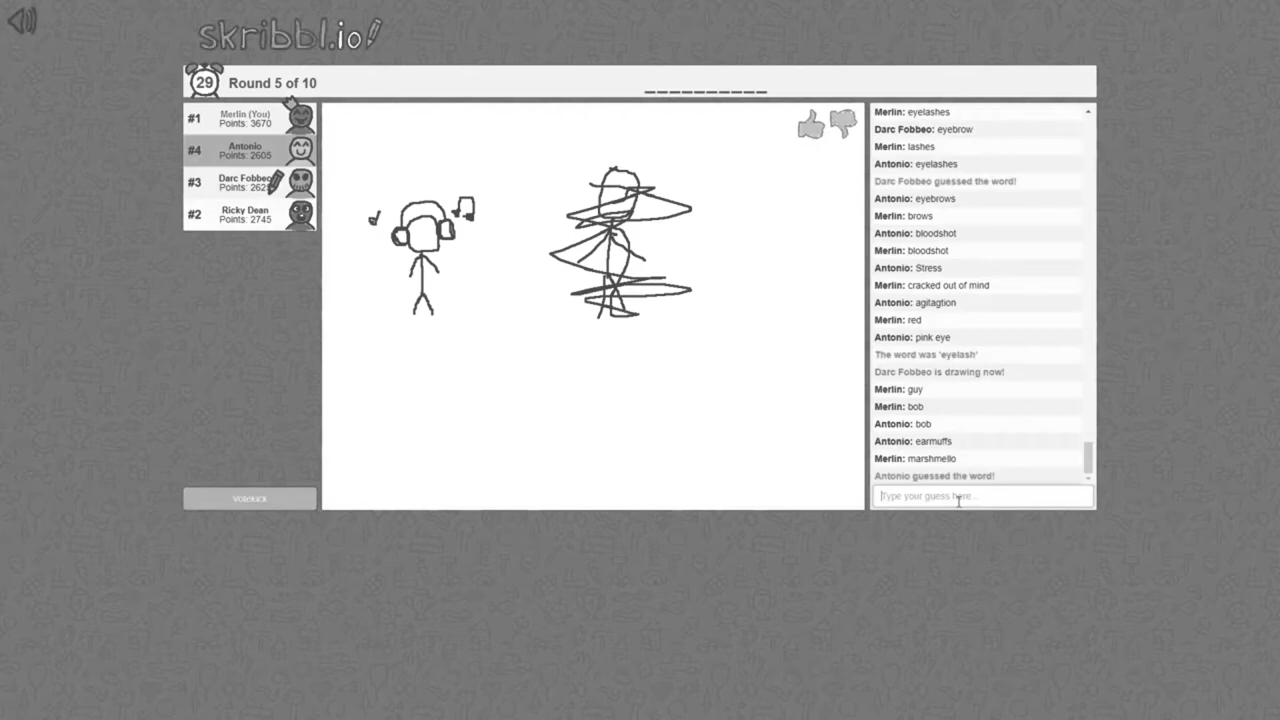 skribbl.io
29
Round 5 of 10
__________
#1
Merlin (You)
Points: 3670
#4
Antonio
Points: 2605
#3
Darc Fobbeo
Points: 2625
#2
Ricky Dean
Points: 2745
Votekick
Merlin: eyelashes
Darc Fobbeo: eyebrow
Merlin: lashes
Antonio: eyelashes
Darc Fobbeo guessed the word!
Antonio: eyebrows
Merlin: brows
Antonio: bloodshot
Merlin: bloodshot
Antonio: Stress
Merlin: cracked out of mind
Antonio: agitagtion
Merlin: red
Antonio: pink eye
The word was 'eyelash'
Darc Fobbeo is drawing now!
Merlin: guy
Merlin: bob
Antonio: bob
Antonio: earmuffs
Merlin: marshmello
Antonio guessed the word!
Type your guess here...